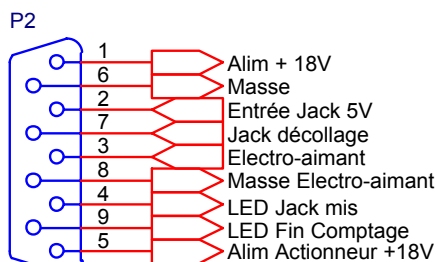 P2
1 Alim + 18V
6 Masse
2 Entrée Jack 5V
7 Jack décollage
3 Electro-aimant
8 Masse Electro-aimant
4 LED Jack mis
9 LED Fin Comptage
5 Alim Actionneur +18V